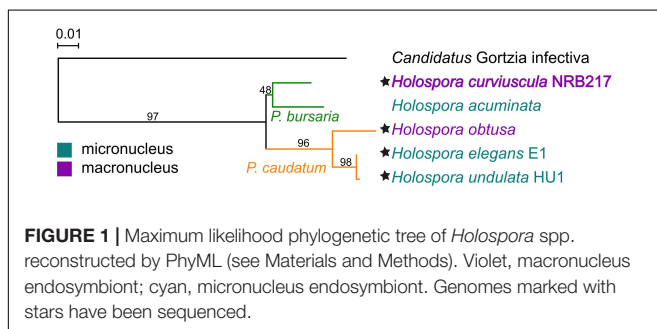 0.01
Candidatus Gortzia infectiva
★Holospora curviuscula NRB217
48
P. bursaria
Holospora acuminata
97
★Holospora obtusa
96
micronucleus
★Holospora elegans E1
macronucleus
P. caudatum
98
★Holospora undulata HU1
FIGURE 1 | Maximum likelihood phylogenetic tree of Holospora spp.
reconstructed by PhyML (see Materials and Methods). Violet, macronucleus
endosymbiont; cyan, micronucleus endosymbiont. Genomes marked with
stars have been sequenced.